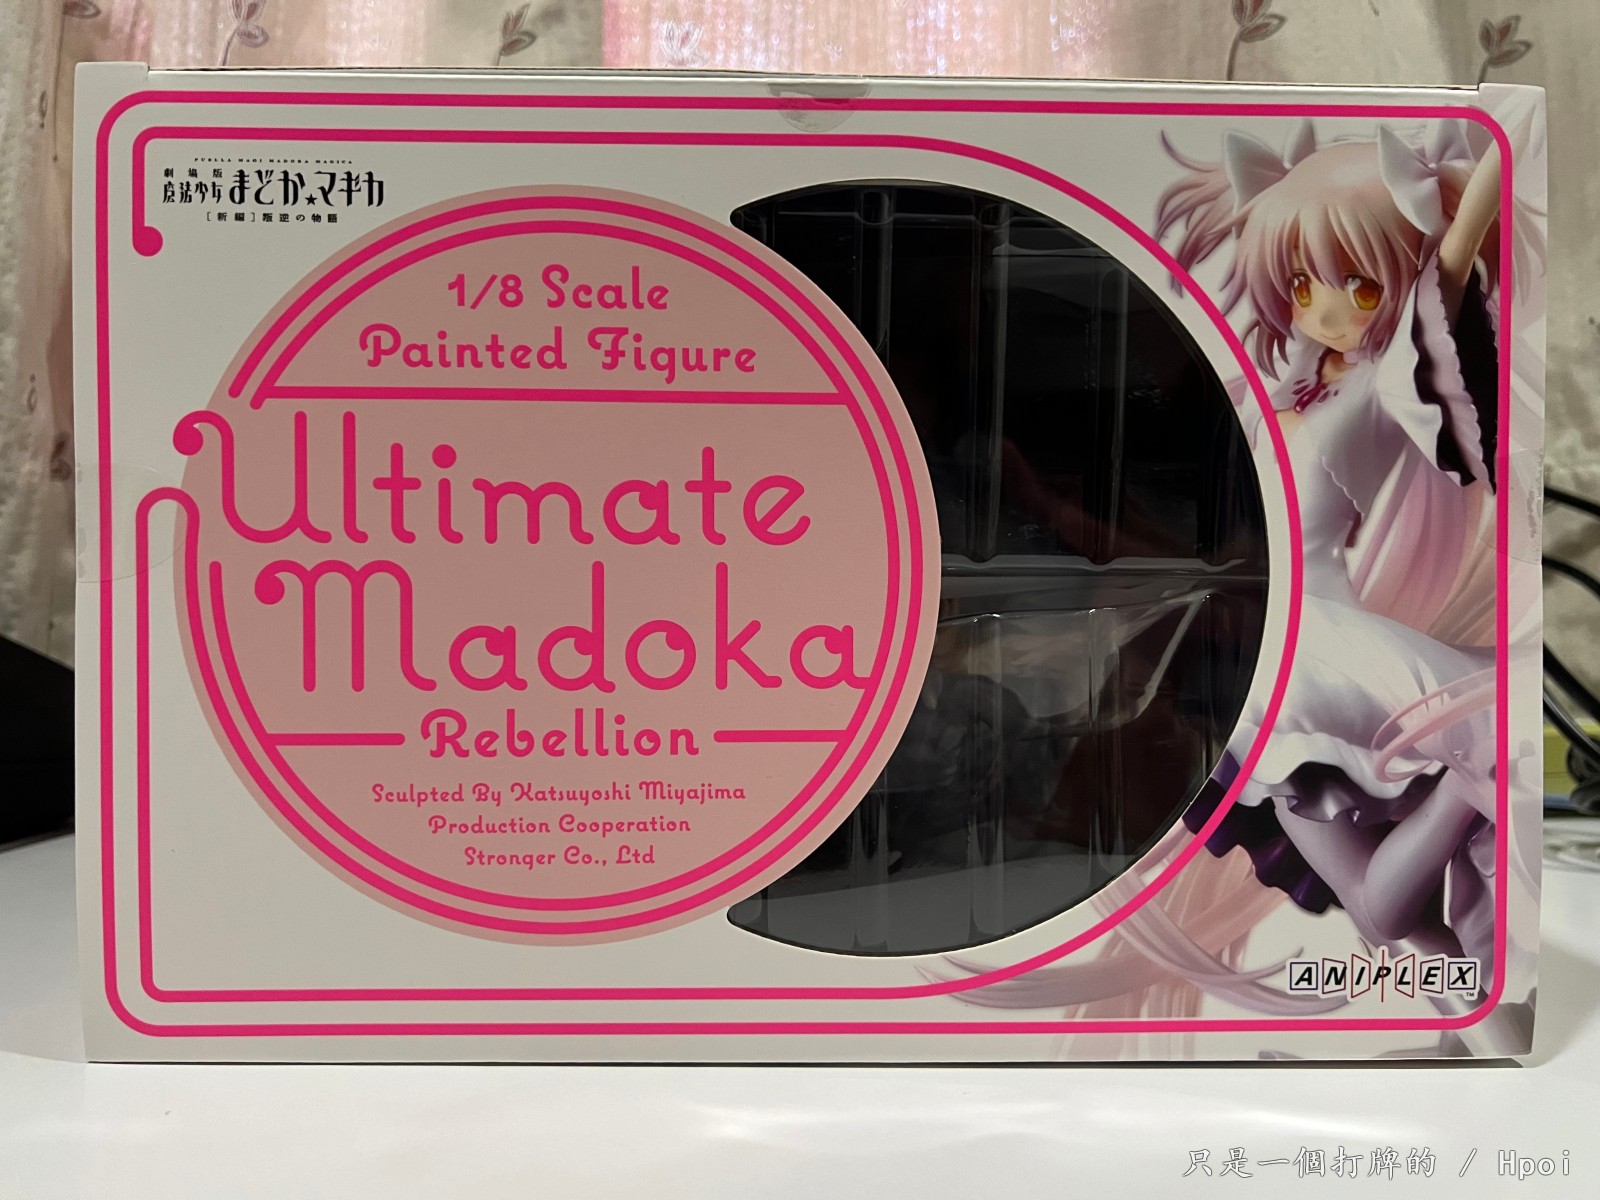 PUELLA MAGI MADOKA MAGICA
劇場版
魔法少女まどか★マギカ
[新編]叛逆の物語
1/8 Scale
Painted Figure
Ultimate
Madoka
Rebellion
Sculpted By Katsuyoshi Miyajima
Production Cooperation
Stronger Co., Ltd
ANIPLEX
TM
只是一個打牌的 / Hpoi